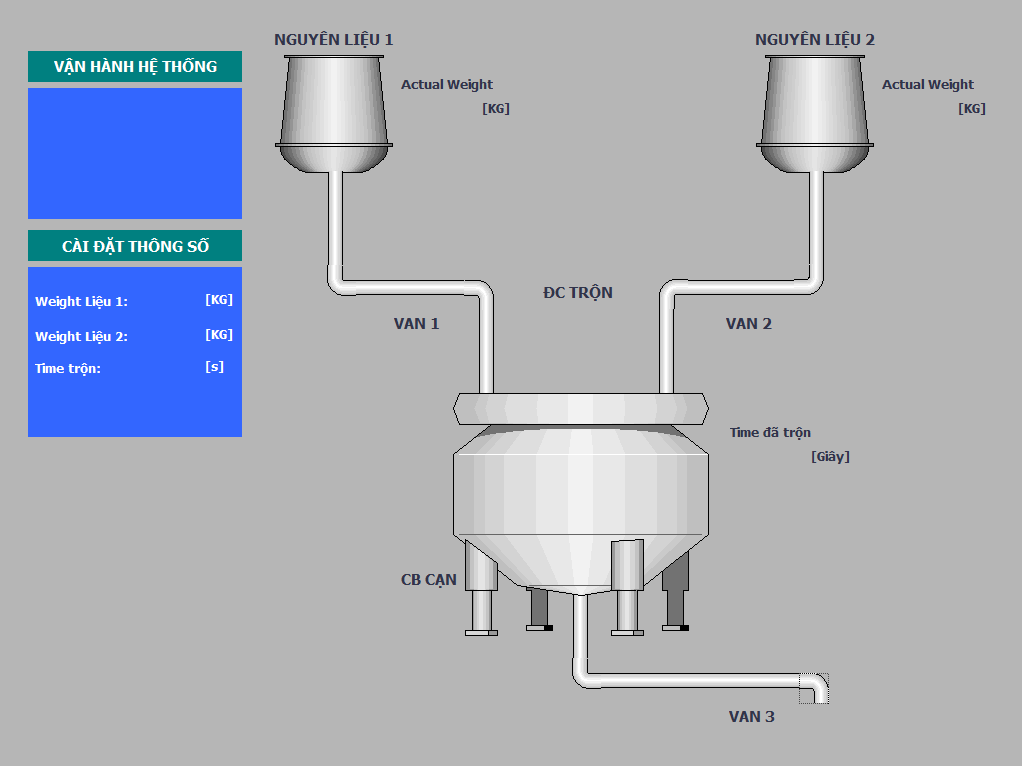 NGUYÊN LIỆU 1
NGUYÊN LIỆU 2
VẬN HÀNH HỆ THỐNG
Actual Weight
[KG]
Actual Weight
[KG]
CÀI ĐẶT THÔNG SỐ
Weight Liệu 1: [KG]
Weight Liệu 2: [KG]
Time trộn: [s]
ĐC TRỘN
VAN 1
VAN 2
Time đã trộn
[Giây]
CB CẠN
VAN 3